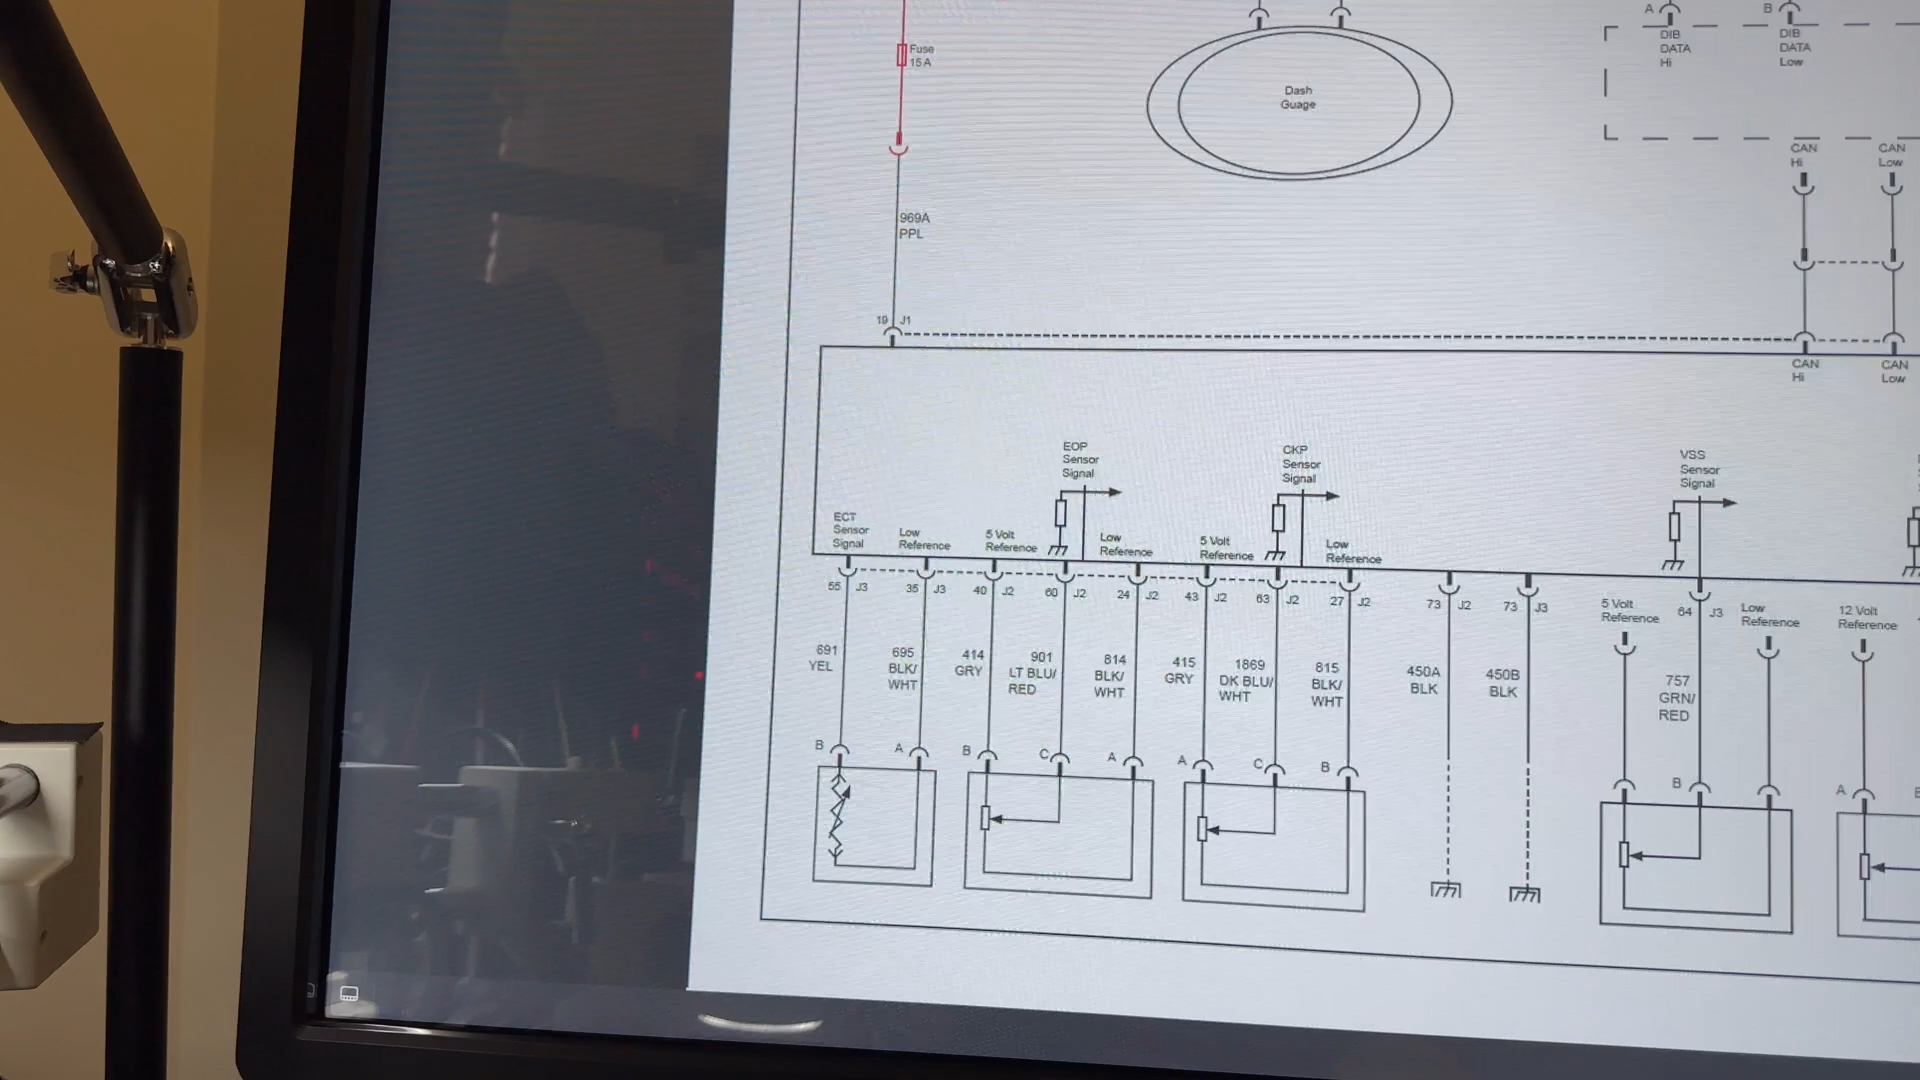 A
B
DIB
DATA
Hi
DIB
DATA
Low
Fuse
15 A
Dash
Guage
CAN
Hi
CAN
Low
969A
PPL
19
J1
CAN
Hi
CAN
Low
EOP
Sensor
Signal
CKP
Sensor
Signal
VSS
Sensor
Signal
ECT
Sensor
Signal
Low
Reference
5 Volt
Reference
Low
Reference
5 Volt
Reference
Low
Reference
55 J3
35 J3
40 J2
60 J2
24 J2
43 J2
63 J2
27 J2
73 J2
73 J3
5 Volt
Reference
64 J3
Low
Reference
12 Volt
Reference
691
YEL
695
BLK/
WHT
414
GRY
901
LT BLU/
RED
814
BLK/
WHT
415
GRY
1869
DK BLU/
WHT
815
BLK/
WHT
450A
BLK
450B
BLK
757
GRN/
RED
B
A
B
C
A
A
C
B
B
A